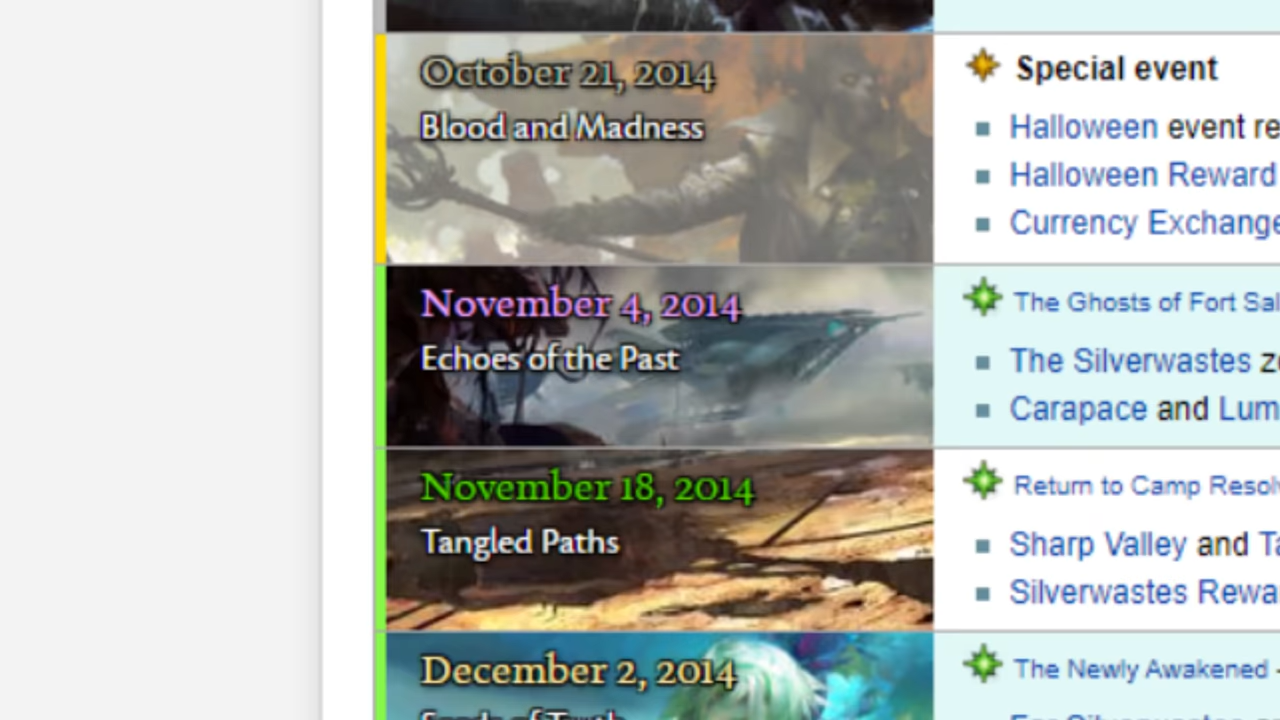 October 21, 2014
Blood and Madness
Special event
Halloween event re
Halloween Reward
Currency Exchange
November 4, 2014
Echoes of the Past
The Ghosts of Fort Sal
The Silverwastes z
Carapace and Lum
November 18, 2014
Tangled Paths
Return to Camp Resolv
Sharp Valley and Ta
Silverwastes Rewa
December 2, 2014
The Newly Awakened